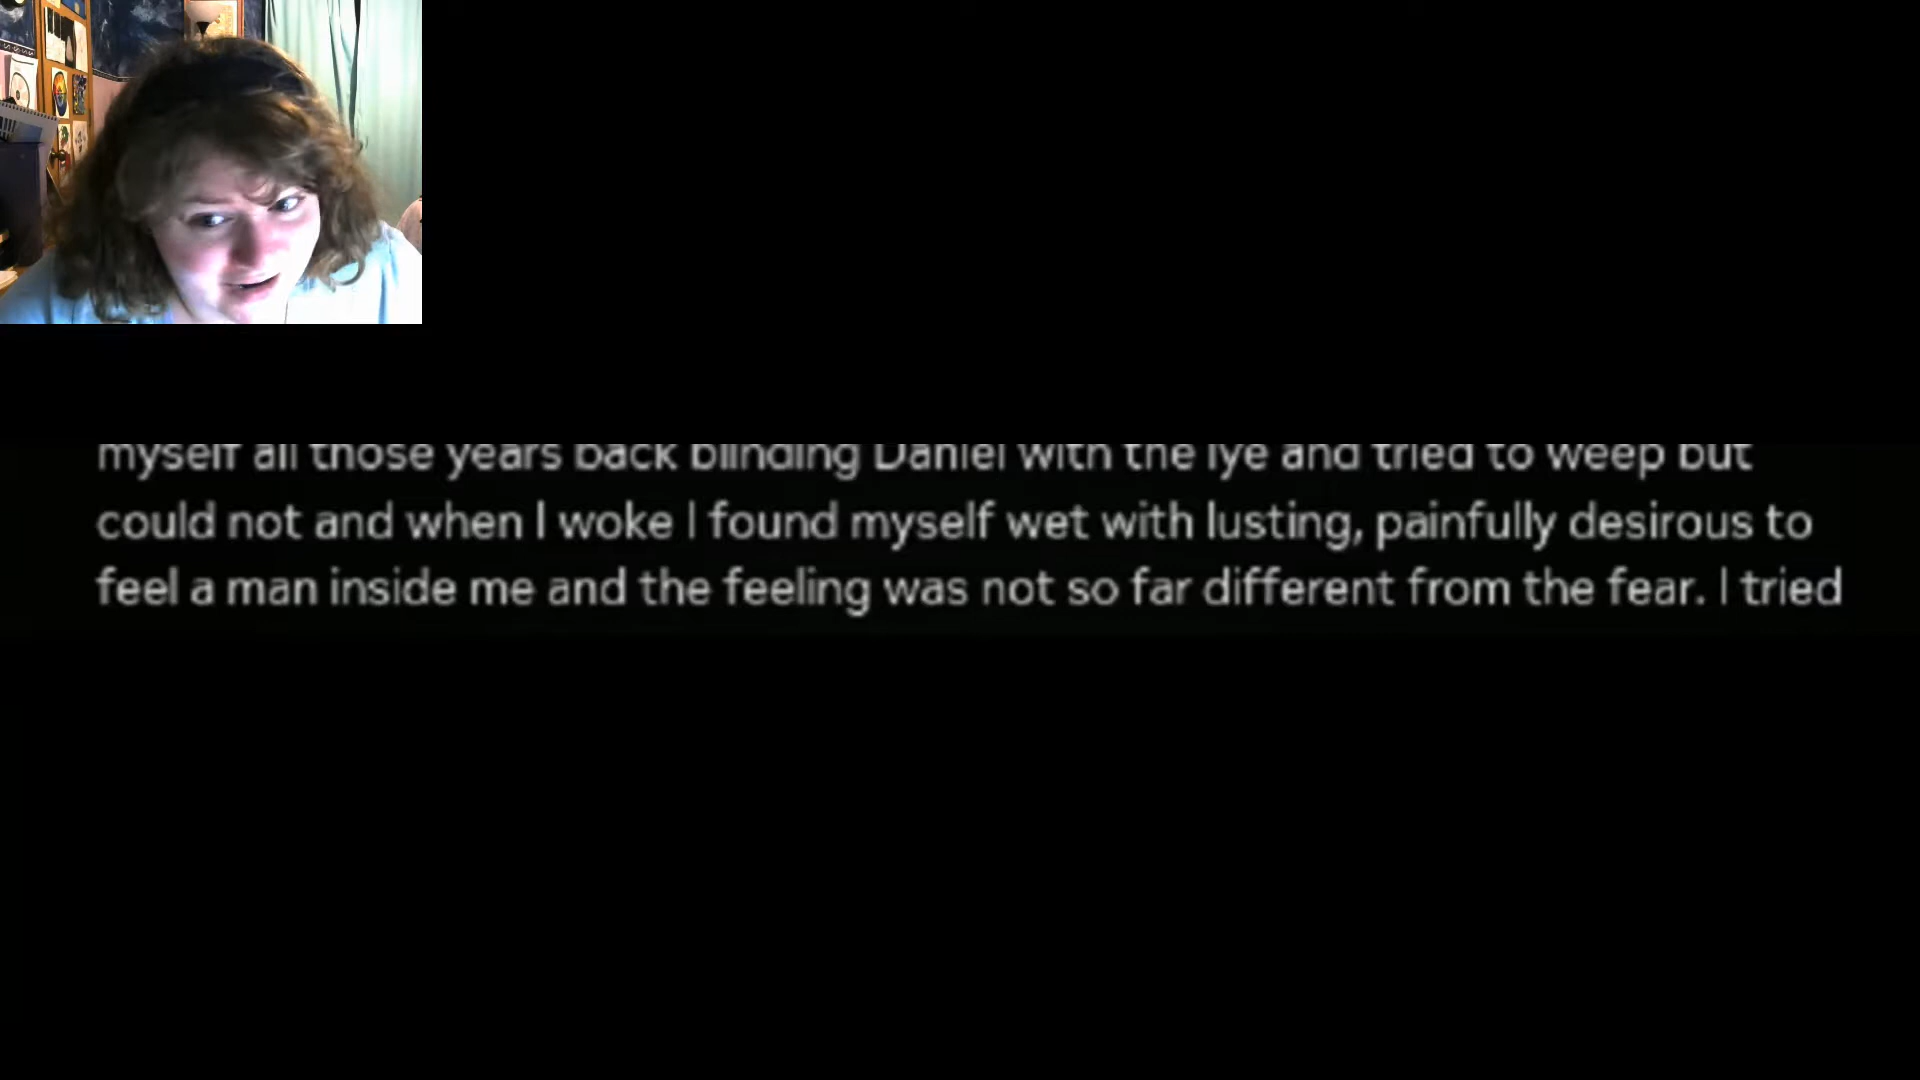 myself all those years back blinding Daniel with the lye and tried to weep but
could not and when I woke I found myself wet with lusting, painfully desirous to
feel a man inside me and the feeling was not so far different from the fear. I tried